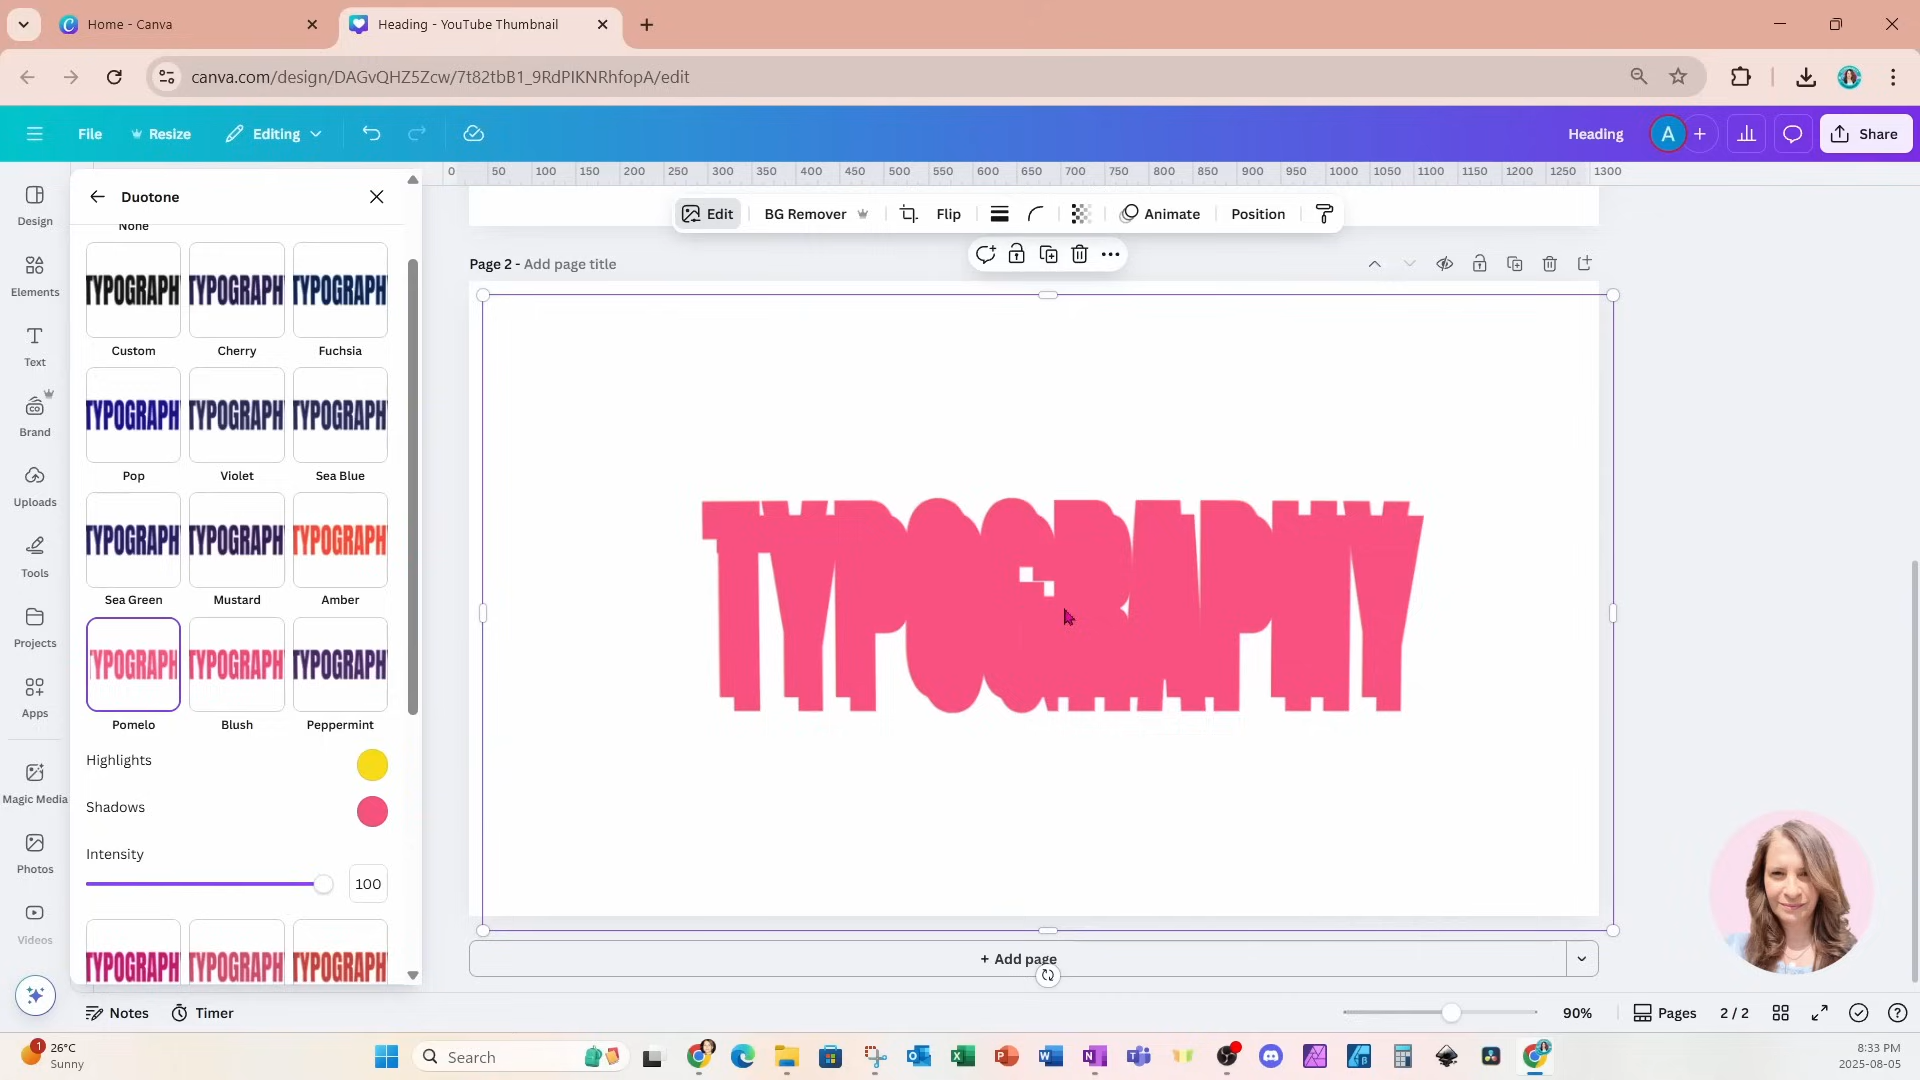 Home - Canva
Heading - YouTube Thumbnail
canva.com/design/DAGvQHZ5Zcw/7t82tbB1_9RdPIKNRhfopA/edit
File
Resize
Editing
Heading
A
Share
0 50 100 150 200 250 300 350 400 450 500 550 600 650 700 750 800 850 900 950 1000 1050 1100 1150 1200 1250 1300
Design
Elements
Text
Brand
Uploads
Tools
Projects
Apps
Magic Media
Photos
Videos
Duotone
None
TYPOGRAPH TYPOGRAPH TYPOGRAPH
Custom Cherry Fuchsia
TYPOGRAPH TYPOGRAPH TYPOGRAPH
Pop Violet Sea Blue
TYPOGRAPH TYPOGRAPH TYPOGRAPH
Sea Green Mustard Amber
TYPOGRAPH TYPOGRAPH TYPOGRAPH
Pomelo Blush Peppermint
Highlights
Shadows
Intensity
100
TYPOGRAPH TYPOGRAPH TYPOGRAPH
Edit
BG Remover
Flip
Animate
Position
Page 2 - Add page title
TYPOGRAPHY
+ Add page
Notes
Timer
90%
Pages
2 / 2
1
26°C
Sunny
Search
8:33 PM
2025-08-05